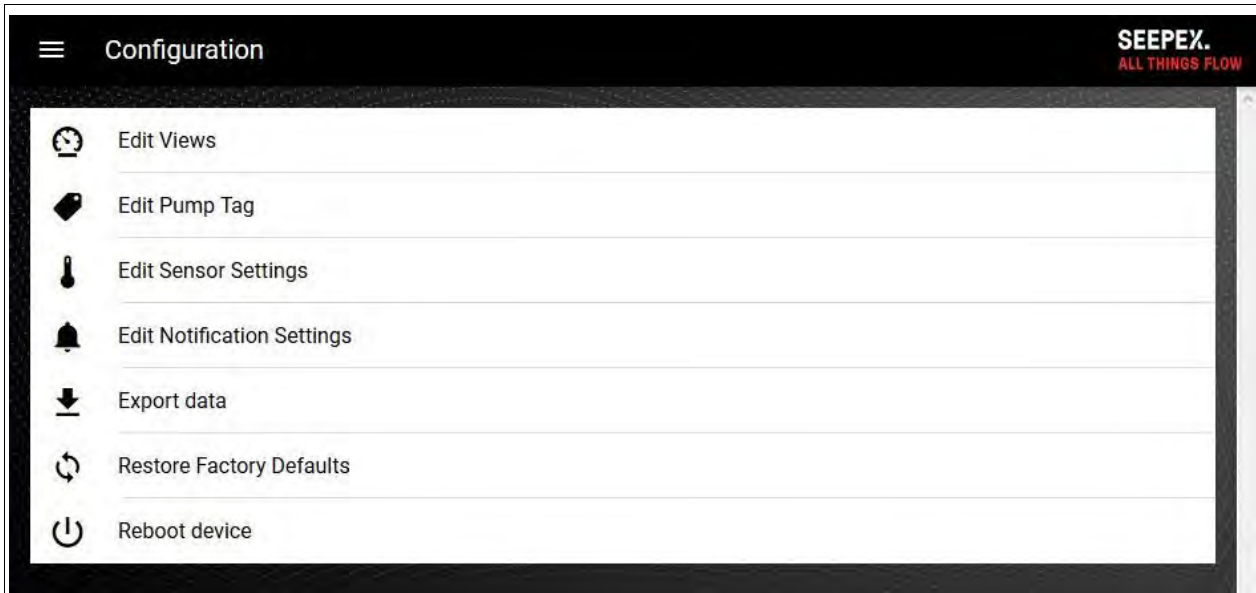 Configuration
SEEPEX.
ALL THINGS FLOW
Edit Views
Edit Pump Tag
Edit Sensor Settings
Edit Notification Settings
Export data
Restore Factory Defaults
Reboot device